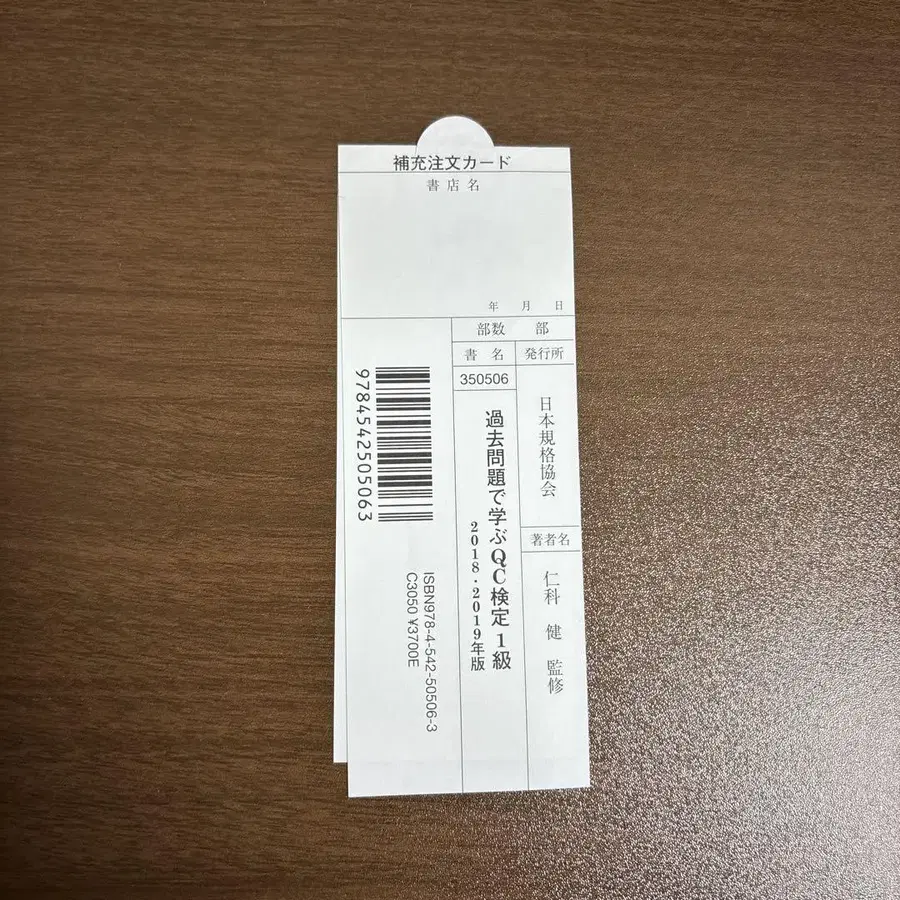 補充注文カード
書店名
年 月 日
部数 部
書名
発行所
350506
日本規格協会
過去問題で学ぶQC検定1級
2018・2019年版
著者名
仁科 健 監修
9784542505063
ISBN978-4-542-50506-3
C3050 ¥3700E